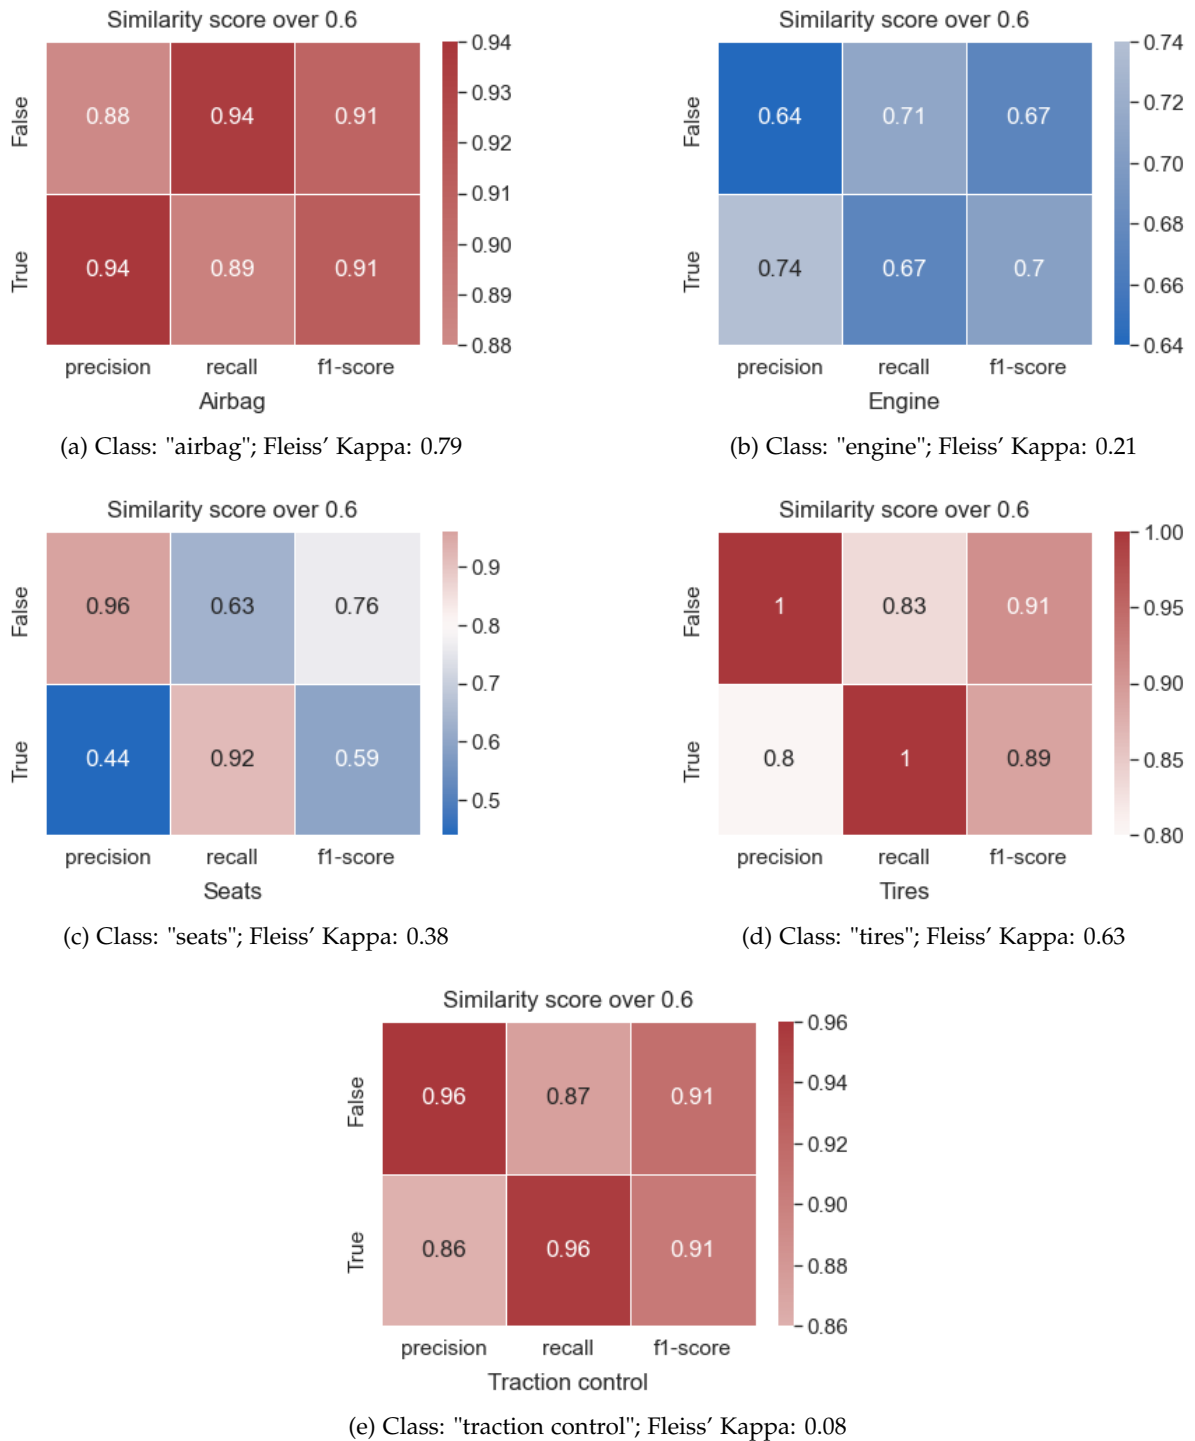 Similarity score over 0.6
False
0.88 0.94 0.91
True
0.94 0.89 0.91
precision recall f1-score
Airbag
0.94
0.93
0.92
0.91
0.90
0.89
0.88
(a) Class: "airbag"; Fleiss’ Kappa: 0.79
Similarity score over 0.6
False
0.64 0.71 0.67
True
0.74 0.67 0.7
precision recall f1-score
Engine
0.74
0.72
0.70
0.68
0.66
0.64
(b) Class: "engine"; Fleiss’ Kappa: 0.21
Similarity score over 0.6
False
0.96 0.63 0.76
True
0.44 0.92 0.59
precision recall f1-score
Seats
0.9
0.8
0.7
0.6
0.5
(c) Class: "seats"; Fleiss’ Kappa: 0.38
Similarity score over 0.6
False
1 0.83 0.91
True
0.8 1 0.89
precision recall f1-score
Tires
1.00
0.95
0.90
0.85
0.80
(d) Class: "tires"; Fleiss’ Kappa: 0.63
Similarity score over 0.6
False
0.96 0.87 0.91
True
0.86 0.96 0.91
precision recall f1-score
Traction control
0.96
0.94
0.92
0.90
0.88
0.86
(e) Class: "traction control"; Fleiss’ Kappa: 0.08